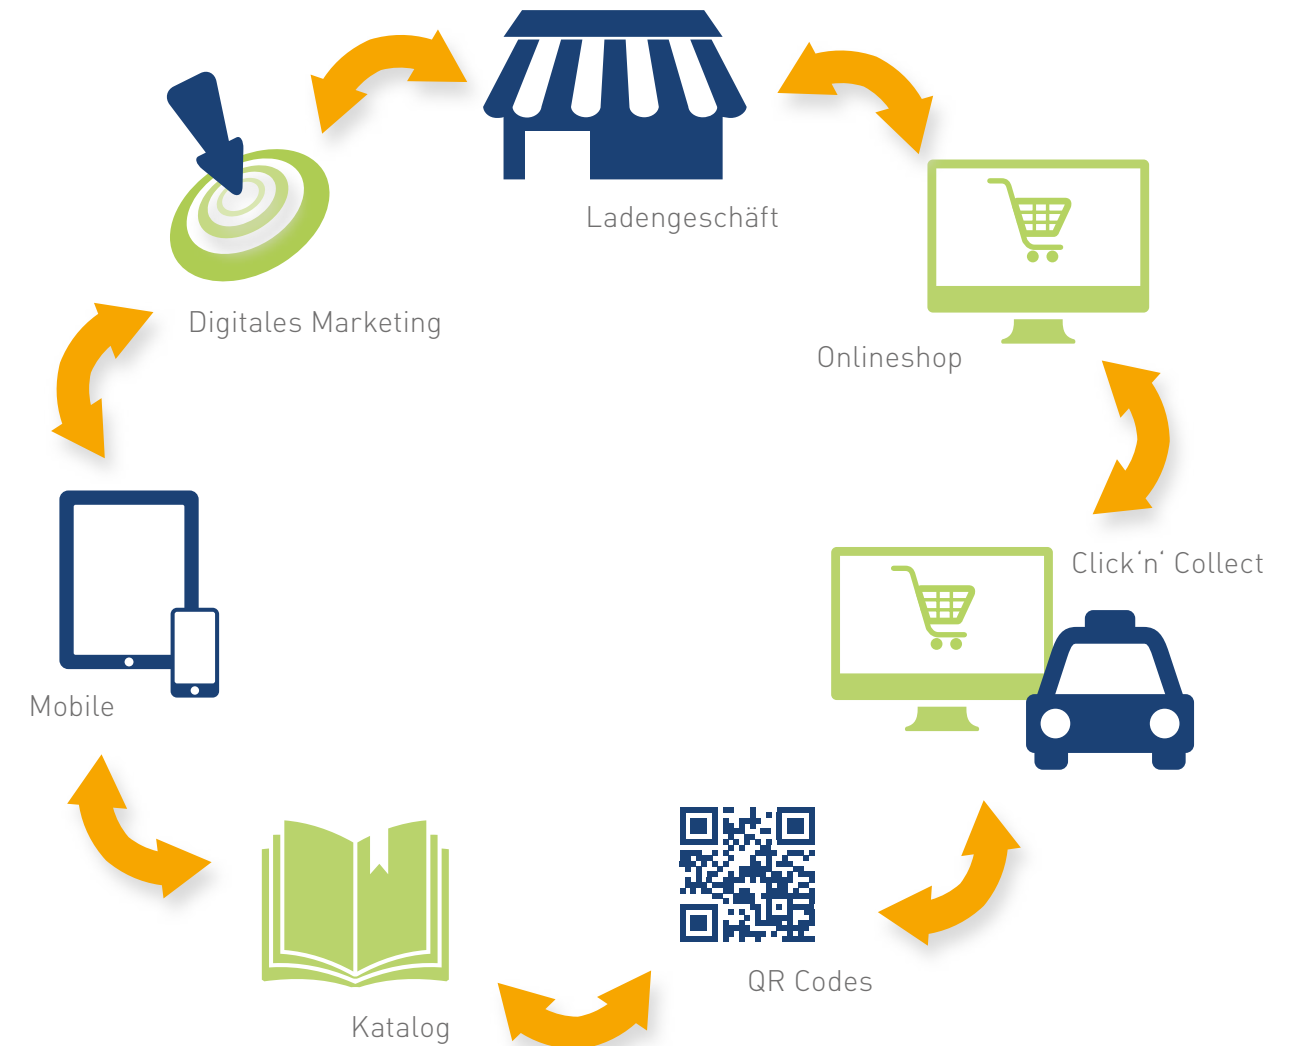 Ladengeschäft
Digitales Marketing
Onlineshop
Click‘n‘ Collect
Mobile
QR Codes
Katalog